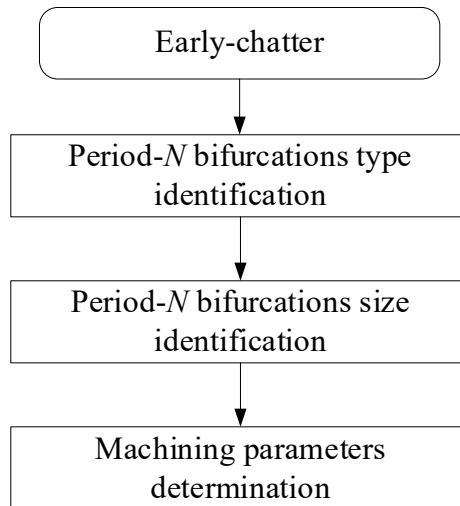 Early-chatter
Period-N bifurcations type
identification
Period-N bifurcations size
identification
Machining parameters
determination